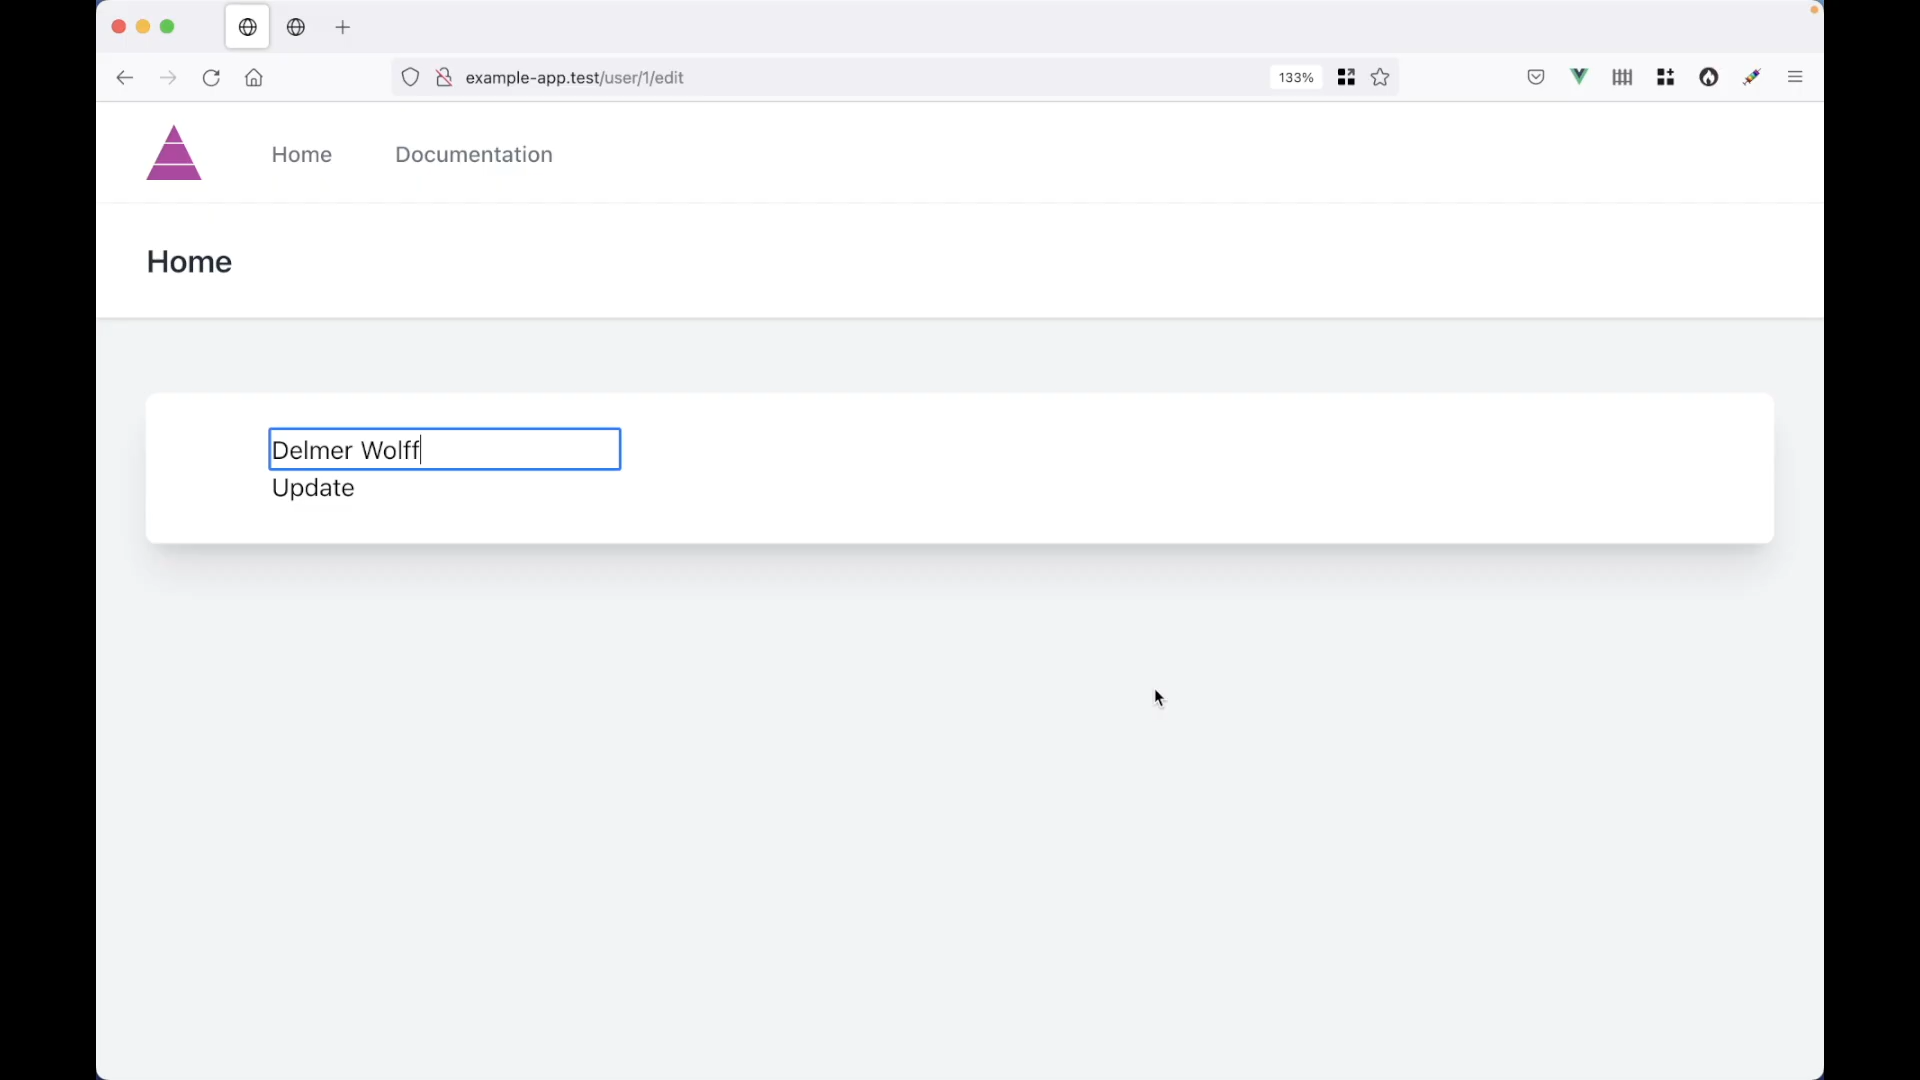 example-app.test/user/1/edit
133%
Home
Documentation
Home
Delmer Wolff
Update